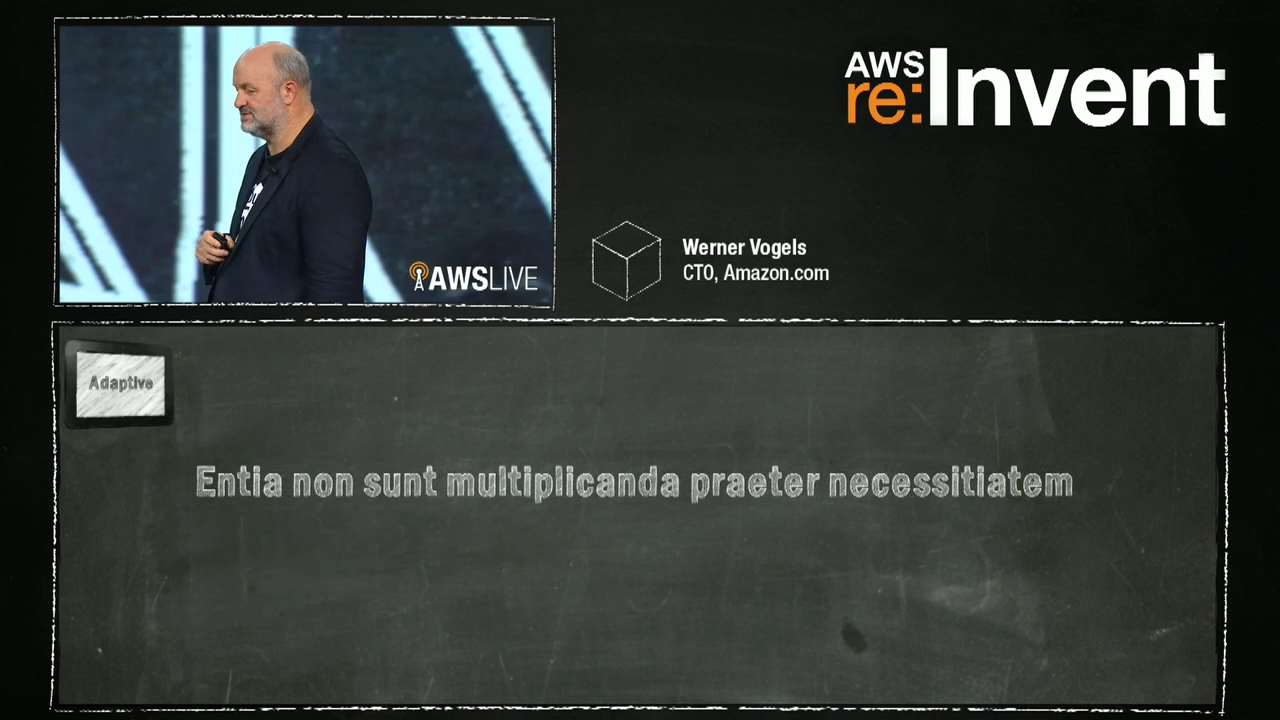 AWS
re:Invent
AWSLIVE
Werner Vogels
CTO, Amazon.com
Adaptive
Entia non sunt multiplicanda praeter necessitiatem